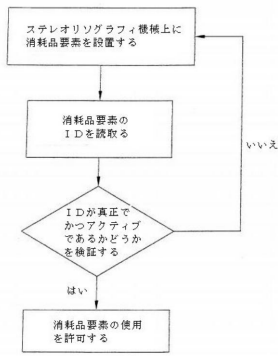 ステレオリソグラフィ機械上に
消耗品要素を設置する
消耗品要素の
IDを読取る
いいえ
IDが真正で
かつアクティブ
であるかどうか
を検証する
はい
消耗品要素の使用
を許可する